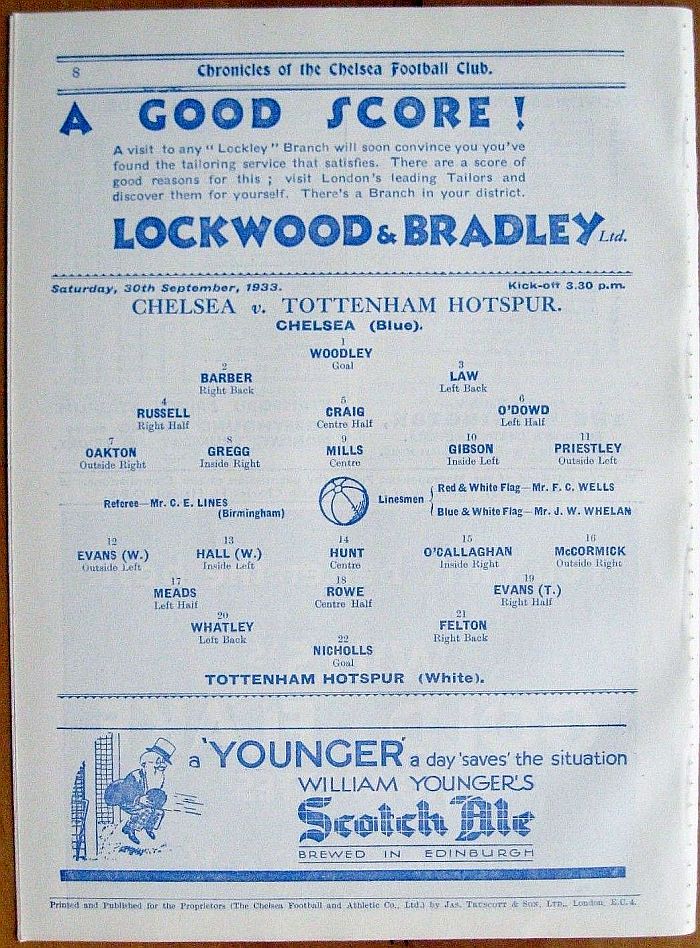 8
Chronicles of the Chelsea Football Club.
A GOOD SCORE!
A visit to any "Lockley" Branch will soon convince you you've
found the tailoring service that satisfies. There are a score of
good reasons for this; visit London's leading Tailors and
discover them for yourself. There's a Branch in your district.
LOCKWOOD & BRADLEY Ltd.
Saturday, 30th September, 1933. Kick-off 3.30 p.m.
CHELSEA v. TOTTENHAM HOTSPUR.
CHELSEA (Blue).
1
WOODLEY
Goal
2 3
BARBER LAW
Right Back Left Back
4 5 6
RUSSELL CRAIG O'DOWD
Right Half Centre Half Left Half
7 8 9 10 11
OAKTON GREGG MILLS GIBSON PRIESTLEY
Outside Right Inside Right Centre Inside Left Outside Left
Referee—Mr. C. E. LINES
(Birmingham)
Linesmen
Red & White Flag—Mr. F. C. WELLS
Blue & White Flag—Mr. J. W. WHELAN
12 13 14 15 16
EVANS (W.) HALL (W.) HUNT O'CALLAGHAN McCORMICK
Outside Left Inside Left Centre Inside Right Outside Right
17 18 19
MEADS ROWE EVANS (T.)
Left Half Centre Half Right Half
20 21
WHATLEY FELTON
Left Back Right Back
22
NICHOLLS
Goal
TOTTENHAM HOTSPUR (White).
a 'YOUNGER' a day 'saves' the situation
WILLIAM YOUNGER'S
Scotch Ale
BREWED IN EDINBURGH
Printed and Published for the Proprietors (The Chelsea Football and Athletic Co., Ltd.) by JAS. TRUSCOTT & SON, LTD., London, E.C.4.